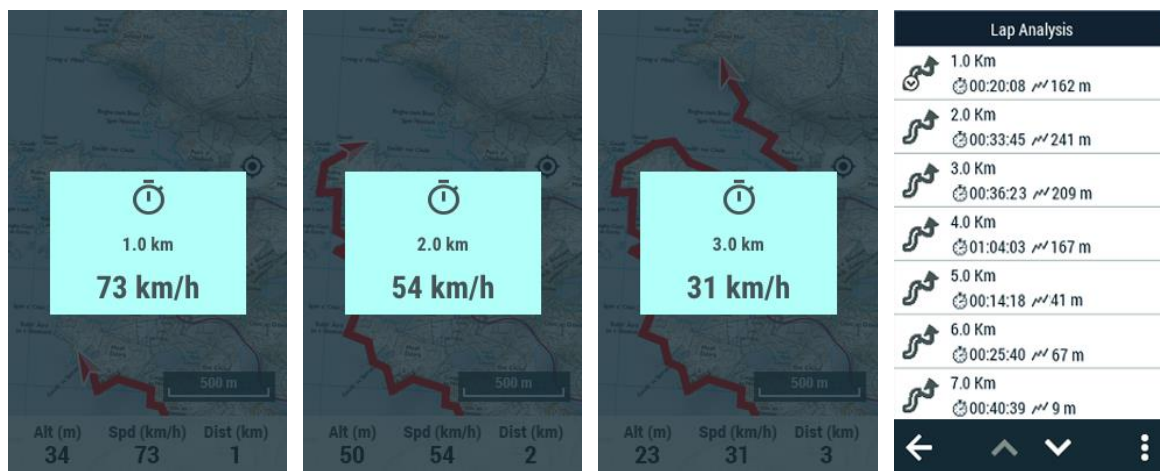 1.0 km
73 km/h
500 m
Alt (m) Spd (km/h) Dist (km)
34 73 1
2.0 km
54 km/h
500 m
Alt (m) Spd (km/h) Dist (km)
50 54 2
3.0 km
31 km/h
500 m
Alt (m) Spd (km/h) Dist (km)
23 31 3
Lap Analysis
1.0 Km
00:20:08 162 m
2.0 Km
00:33:45 241 m
3.0 Km
00:36:23 209 m
4.0 Km
01:04:03 167 m
5.0 Km
00:14:18 41 m
6.0 Km
00:25:40 67 m
7.0 Km
00:40:39 9 m